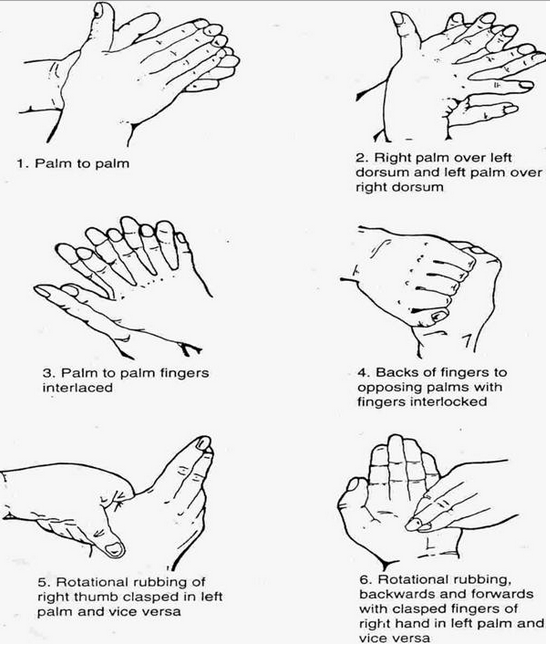 1. Palm to palm
2. Right palm over left
dorsum and left palm over
right dorsum
3. Palm to palm fingers
interlaced
4. Backs of fingers to
opposing palms with
fingers interlocked
5. Rotational rubbing of
right thumb clasped in left
palm and vice versa
6. Rotational rubbing,
backwards and forwards
with clasped fingers of
right hand in left palm and
vice versa